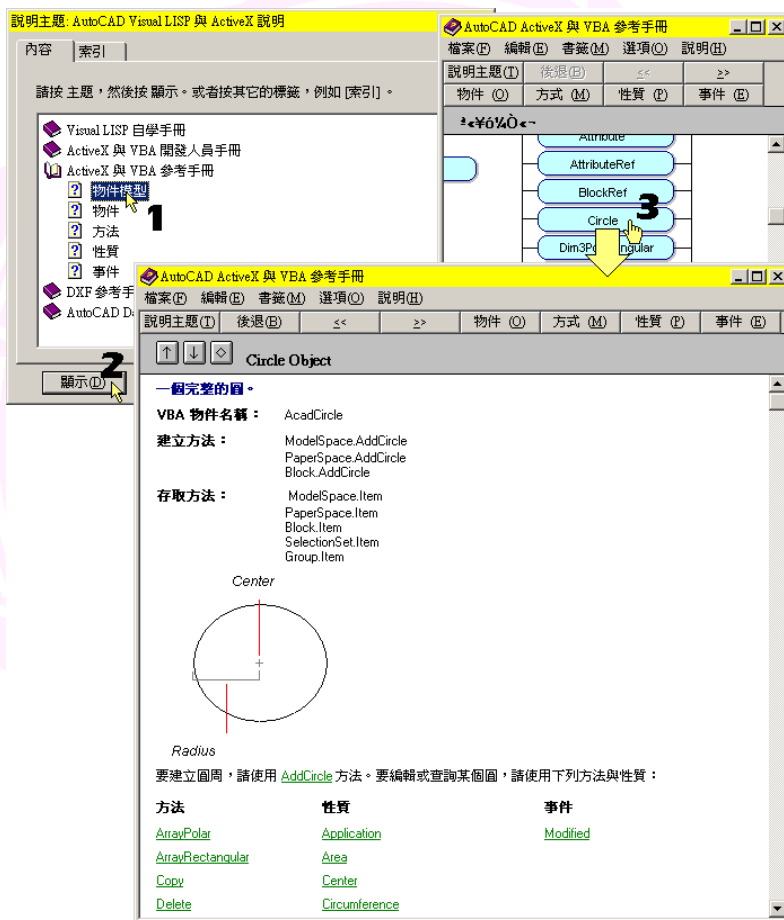 說明主題: AutoCAD Visual LISP 與 ActiveX 說明
內容 索引
請按 主題，然後按 顯示。或者按其它的標籤，例如 [索引] 。
Visual LISP 自學手冊
ActiveX 與 VBA 開發人員手冊
ActiveX 與 VBA 參考手冊
物件模型
1
物件
方法
性質
事件
DXF 參考手
AutoCAD Da
2
顯示(D)
AutoCAD ActiveX 與 VBA 參考手冊
檔案(F) 編輯(E) 書籤(M) 選項(O) 說明(H)
說明主題(T) 後退(B) << >>
物件 (O) 方式 (M) 性質 (P) 事件 (E)
ª«¥ó¼Ò«¬
Attribute
AttributeRef
BlockRef
3
Circle
AutoCAD ActiveX 與 VBA 參考手冊
檔案(F) 編輯(E) 書籤(M) 選項(O) 說明(H)
說明主題(T) 後退(B) << >> 物件 (O) 方式 (M) 性質 (P) 事件 (E)
Circle Object
一個完整的圓。
VBA 物件名稱： AcadCircle
建立方法： ModelSpace.AddCircle
PaperSpace.AddCircle
Block.AddCircle
存取方法： ModelSpace.Item
PaperSpace.Item
Block.Item
SelectionSet.Item
Group.Item
Center
Radius
要建立圓周，請使用 AddCircle 方法。要編輯或查詢某個圓，請使用下列方法與性質：
方法 性質 事件
ArrayPolar Application Modified
ArrayRectangular Area
Copy Center
Delete Circumference